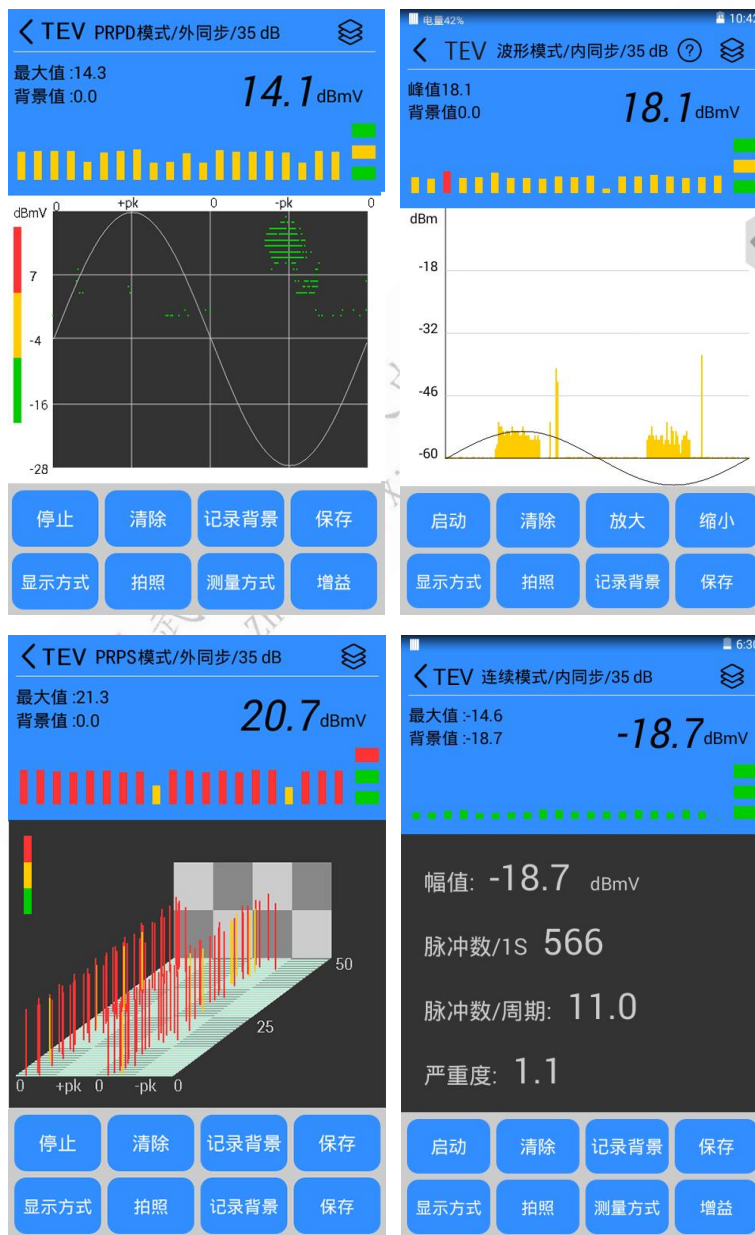 TEV PRPD模式/外同步/35 dB
最大值 :14.3
背景值 :0.0
14.1 dBmV
dBmV
0 +pk 0 -pk 0
7
-4
-16
-28
停止 清除 记录背景 保存
显示方式 拍照 测量方式 增益
电量42% 10:42
TEV 波形模式/内同步/35 dB ?
峰值18.1
背景值0.0
18.1 dBmV
dBm
-18
-32
-46
-60
启动 清除 放大 缩小
显示方式 拍照 记录背景 保存
TEV PRPS模式/外同步/35 dB
最大值 :21.3
背景值 :0.0
20.7 dBmV
50
25
0 +pk 0 -pk 0
停止 清除 记录背景 保存
显示方式 拍照 记录背景 保存
6:30
TEV 连续模式/内同步/35 dB
最大值 :-14.6
背景值 :-18.7
-18.7 dBmV
幅值: -18.7 dBmV
脉冲数/1S 566
脉冲数/周期: 11.0
严重度: 1.1
启动 清除 记录背景 保存
显示方式 拍照 测量方式 增益